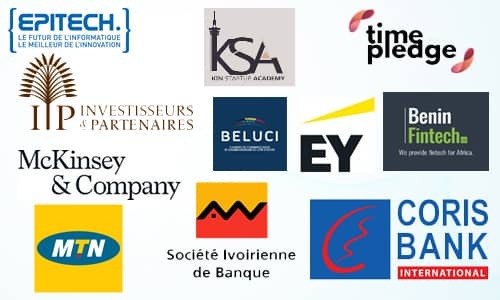 {EPITECH.}
LE FUTUR DE L'INFORMATIQUE
LE MEILLEUR DE L'INNOVATION
KSA
KIN STARTUP ACADEMY
time
pledge
I&P
INVESTISSEURS
& PARTENAIRES
BELUCI
EY
Benin
Fintech
We provide fintech for Africa.
McKinsey
& Company
MTN
Société Ivoirienne
de Banque
CORIS
BANK
INTERNATIONAL